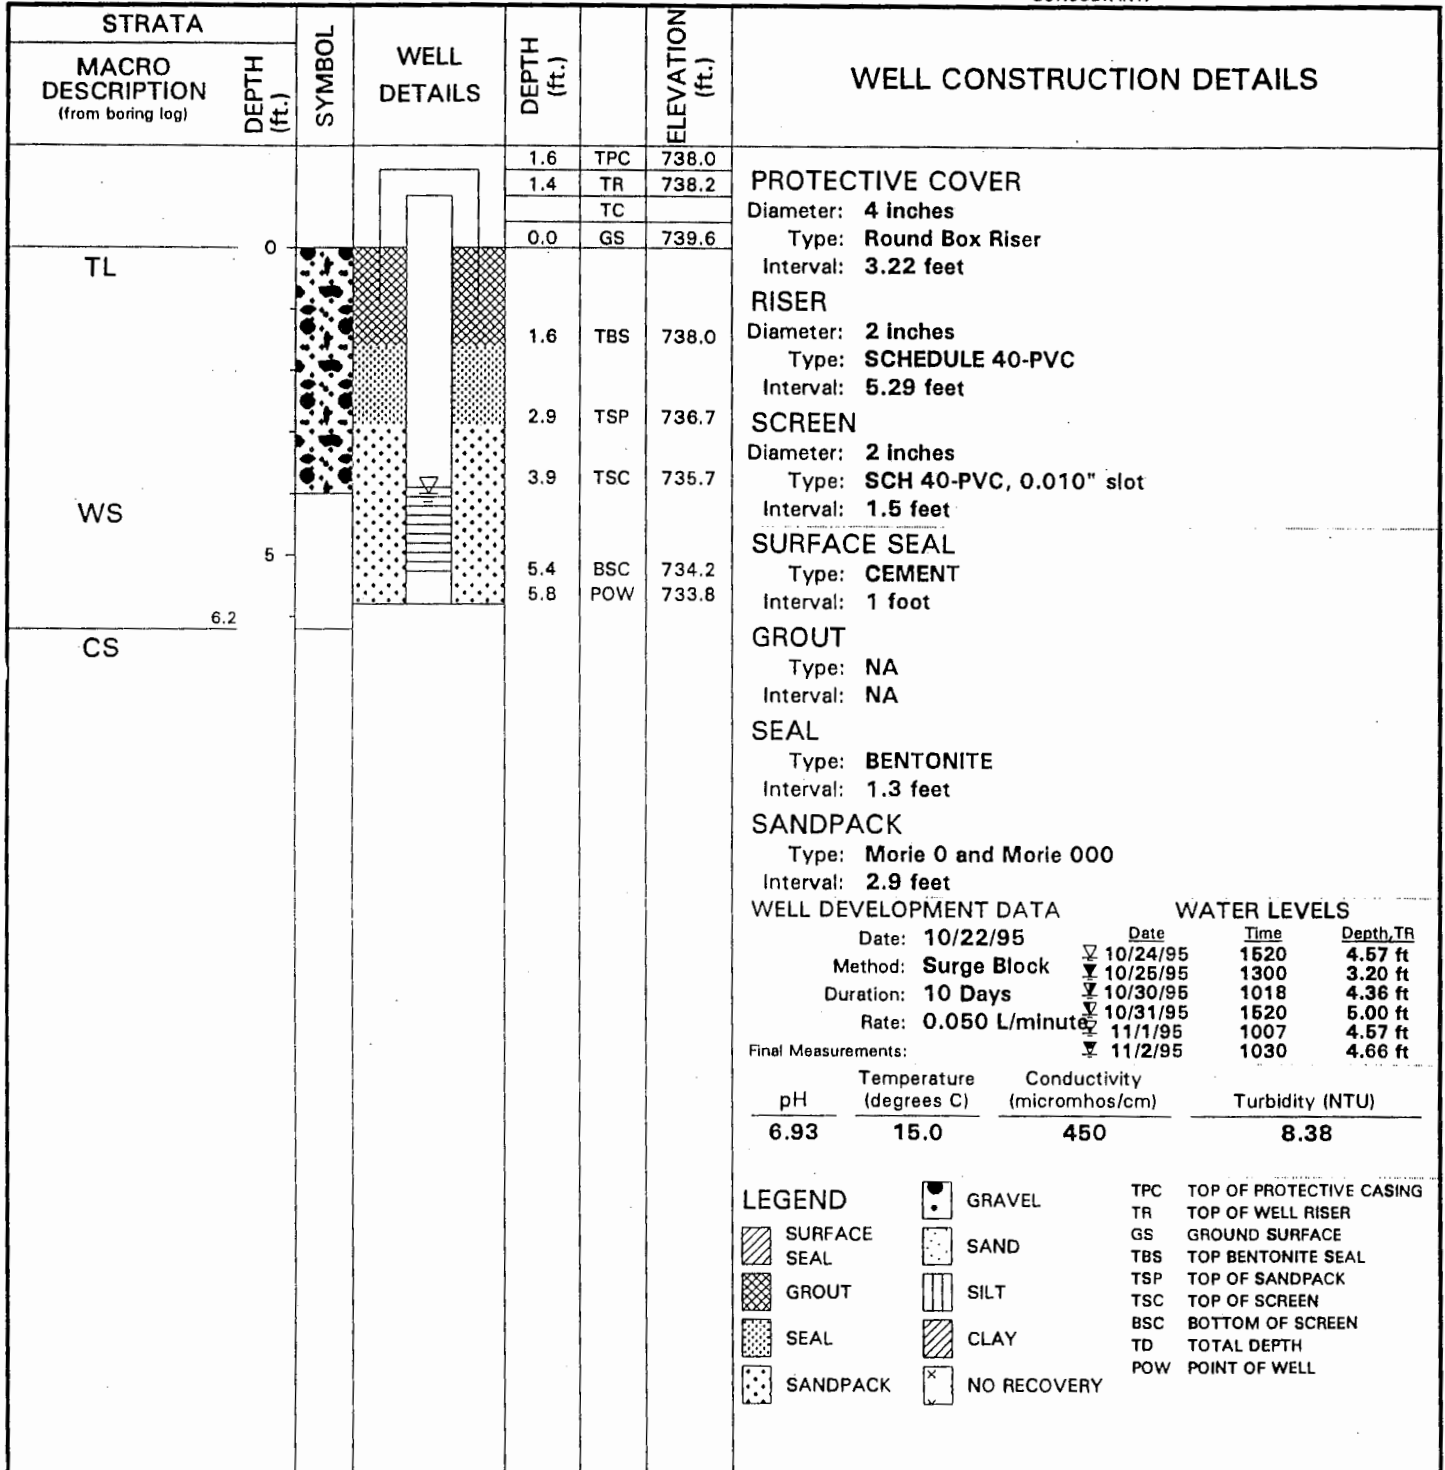 STRATA
MACRO DESCRIPTION (from boring log)
DEPTH (ft.)
SYMBOL
WELL DETAILS
DEPTH (ft.)
ELEVATION (ft.)
WELL CONSTRUCTION DETAILS
1.6 TPC 738.0
1.4 TR 738.2
TC
0.0 GS 739.6
0
TL
1.6 TBS 738.0
2.9 TSP 736.7
3.9 TSC 735.7
WS
5
5.4 BSC 734.2
5.8 POW 733.8
6.2
CS
PROTECTIVE COVER
Diameter: 4 inches
Type: Round Box Riser
Interval: 3.22 feet
RISER
Diameter: 2 inches
Type: SCHEDULE 40-PVC
Interval: 5.29 feet
SCREEN
Diameter: 2 inches
Type: SCH 40-PVC, 0.010" slot
Interval: 1.5 feet
SURFACE SEAL
Type: CEMENT
Interval: 1 foot
GROUT
Type: NA
Interval: NA
SEAL
Type: BENTONITE
Interval: 1.3 feet
SANDPACK
Type: Morie 0 and Morie 000
Interval: 2.9 feet
WELL DEVELOPMENT DATA
Date: 10/22/95
Method: Surge Block
Duration: 10 Days
Rate: 0.050 L/minute
Final Measurements:
WATER LEVELS
Date Time Depth,TR
10/24/95 1520 4.57 ft
10/25/95 1300 3.20 ft
10/30/95 1018 4.36 ft
10/31/95 1520 5.00 ft
11/1/95 1007 4.57 ft
11/2/95 1030 4.66 ft
pH Temperature (degrees C) Conductivity (micromhos/cm) Turbidity (NTU)
6.93 15.0 450 8.38
LEGEND
SURFACE SEAL
GROUT
SEAL
SANDPACK
GRAVEL
SAND
SILT
CLAY
NO RECOVERY
TPC TOP OF PROTECTIVE CASING
TR TOP OF WELL RISER
GS GROUND SURFACE
TBS TOP BENTONITE SEAL
TSP TOP OF SANDPACK
TSC TOP OF SCREEN
BSC BOTTOM OF SCREEN
TD TOTAL DEPTH
POW POINT OF WELL